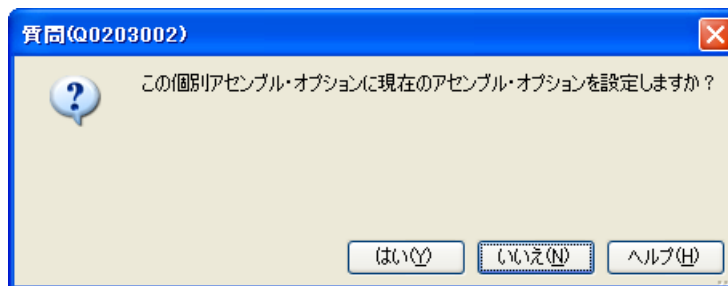 質問(Q0203002)
この個別アセンブル・オプションに現在のアセンブル・オプションを設定しますか？
はい(Y) いいえ(N) ヘルプ(H)